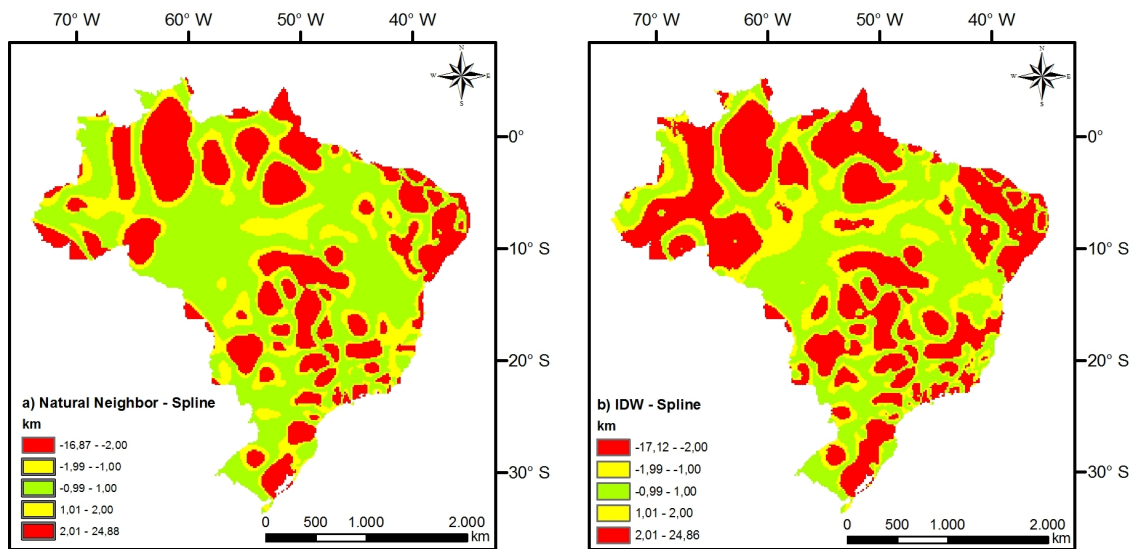 70° W 60° W 50° W 40° W
70° W 60° W 50° W 40° W
N
W E
S
N
W E
S
0°
10° S
20° S
30° S
0°
10° S
20° S
30° S
a) Natural Neighbor - Spline
km
-16,87 - -2,00
-1,99 - -1,00
-0,99 - 1,00
1,01 - 2,00
2,01 - 24,88
0 500 1.000 2.000
km
b) IDW - Spline
km
-17,12 - -2,00
-1,99 - -1,00
-0,99 - 1,00
1,01 - 2,00
2,01 - 24,86
0 500 1.000 2.000
km